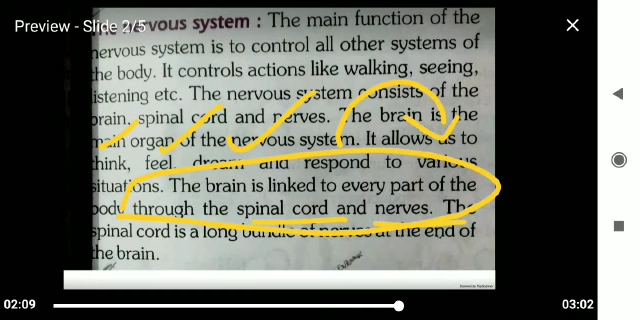 Preview - Slide 2/5
nervous system : The main function of the
nervous system is to control all other systems of
the body. It controls actions like walking, seeing,
listening etc. The nervous system consists of the
brain, spinal cord and nerves. The brain is the
main organ of the nervous system. It allows us to
think, feel, dream and respond to various
situations. The brain is linked to every part of the
body through the spinal cord and nerves. The
spinal cord is a long bundle of nerves at the end of
the brain.
02:09
03:02